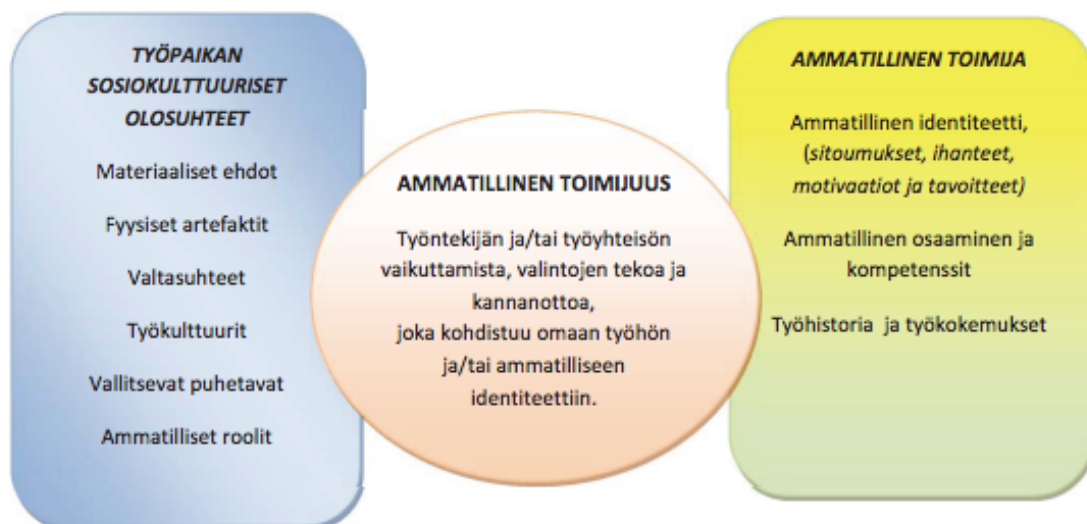 TYÖPAIKAN
SOSIOKULTTUURISET
OLOSUHTEET
Materiaaliset ehdot
Fyysiset artefaktit
Valtasuhteet
Työkulttuurit
Vallitsevat puhetavat
Ammatilliset roolit
AMMATILLINEN TOIMIJUUS
Työntekijän ja/tai työyhteisön
vaikuttamista, valintojen tekoa ja
kannanottoa,
joka kohdistuu omaan työhön
ja/tai ammatilliseen
identiteettiin.
AMMATILLINEN TOIMIJA
Ammatillinen identiteetti,
(sitoumukset, ihanteet,
motivaatiot ja tavoitteet)
Ammatillinen osaaminen ja
kompetenssit
Työhistoria ja työkokemukset